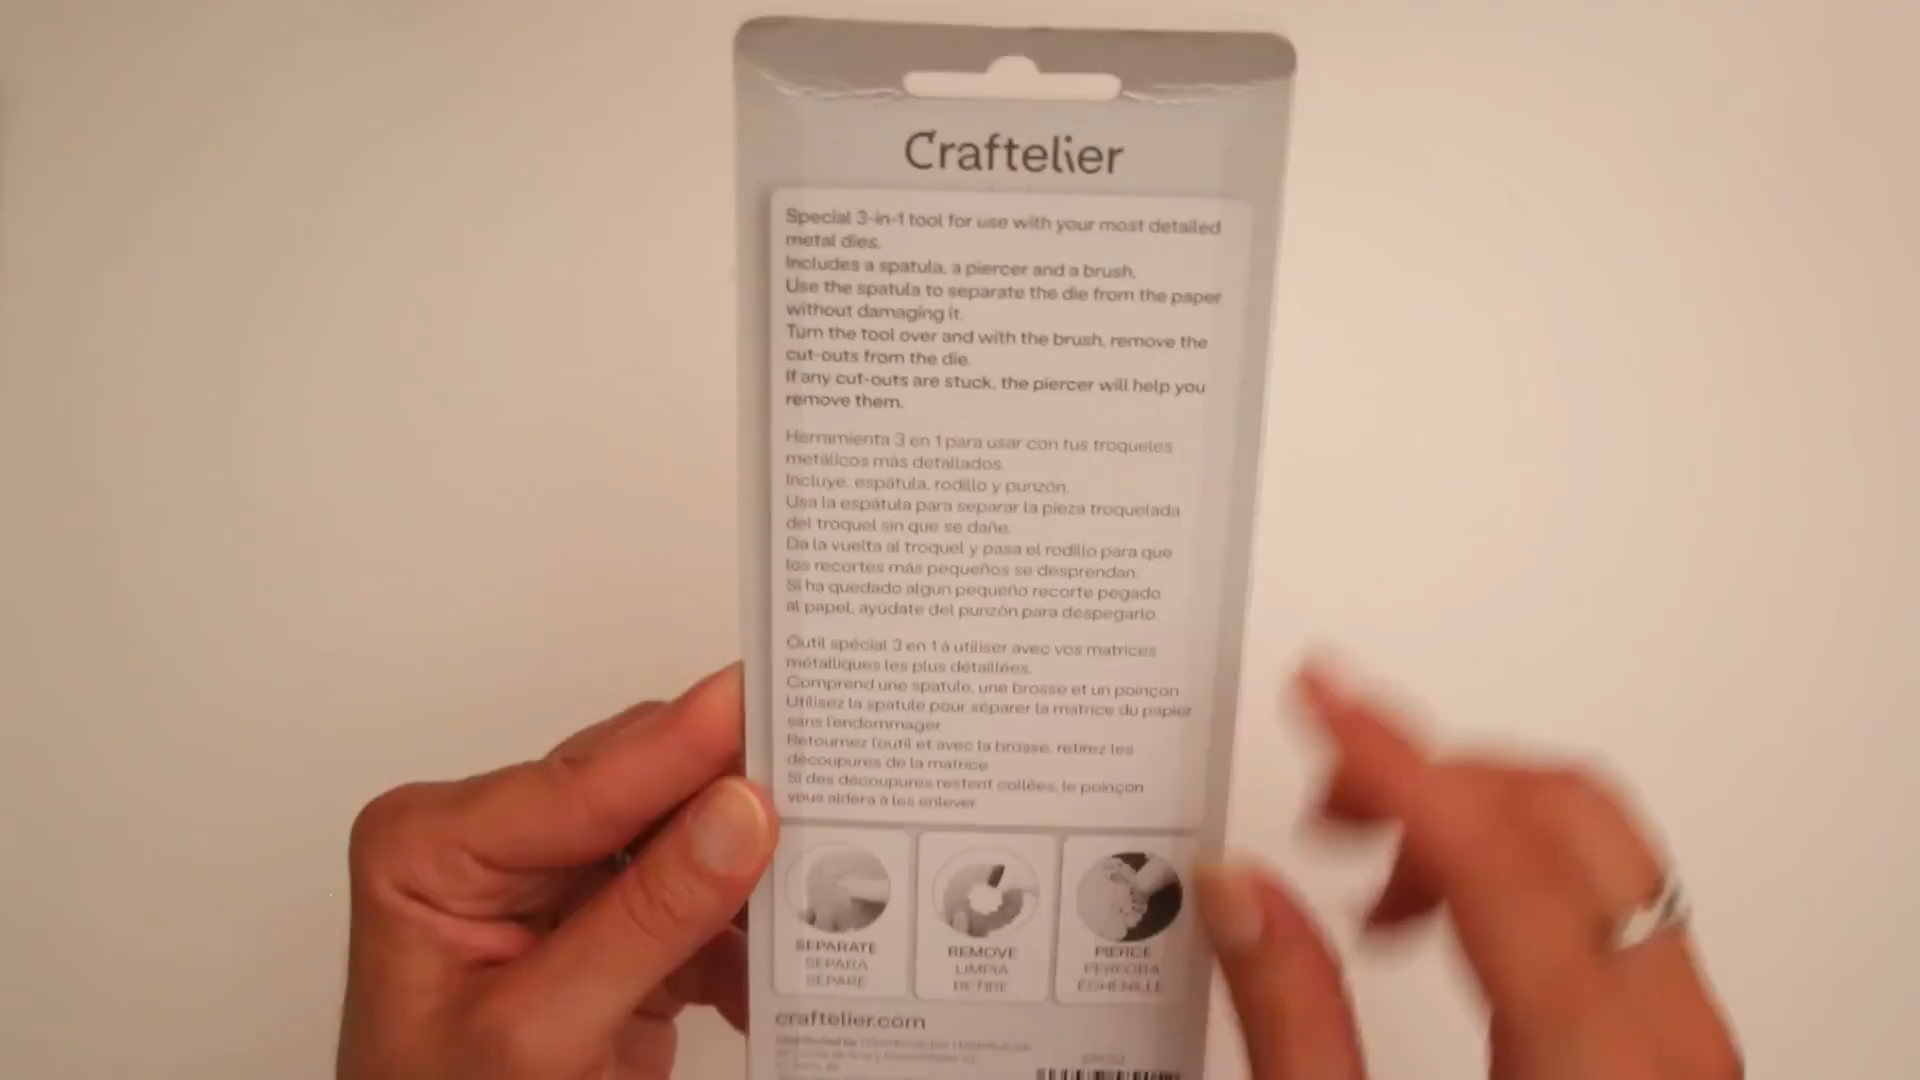 Craftelier
Special 3-in-1 tool for use with your most detailed
metal dies.
Includes a spatula, a piercer and a brush.
Use the spatula to separate the die from the paper
without damaging it.
Turn the tool over and with the brush, remove the
cut-outs from the die.
If any cut-outs are stuck, the piercer will help you
remove them.
Herramienta 3 en 1 para usar con tus troqueles
metálicos más detallados.
Incluye: espátula, rodillo y punzón.
Usa la espátula para separar la pieza troquelada
del troquel sin que se dañe.
Da la vuelta al troquel y pasa el rodillo para que
los recortes más pequeños se desprendan.
Si ha quedado algun pequeño recorte pegado
al papel, ayúdate del punzón para despegarlo.
Outil spécial 3 en 1 à utiliser avec vos matrices
métalliques les plus détaillées.
Comprend une spatule, une brosse et un poinçon.
Utilisez la spatule pour séparer la matrice du papier
sans l'endommager.
Retournez l'outil et avec la brosse, retirez les
découpures de la matrice.
Si des découpures restent collées, le poinçon
vous aidera à les enlever.
SEPARATE
SEPARA
SÉPARE
REMOVE
LIMPIA
RETIRE
PIERCE
PERFORA
ÉCHENILLE
craftelier.com